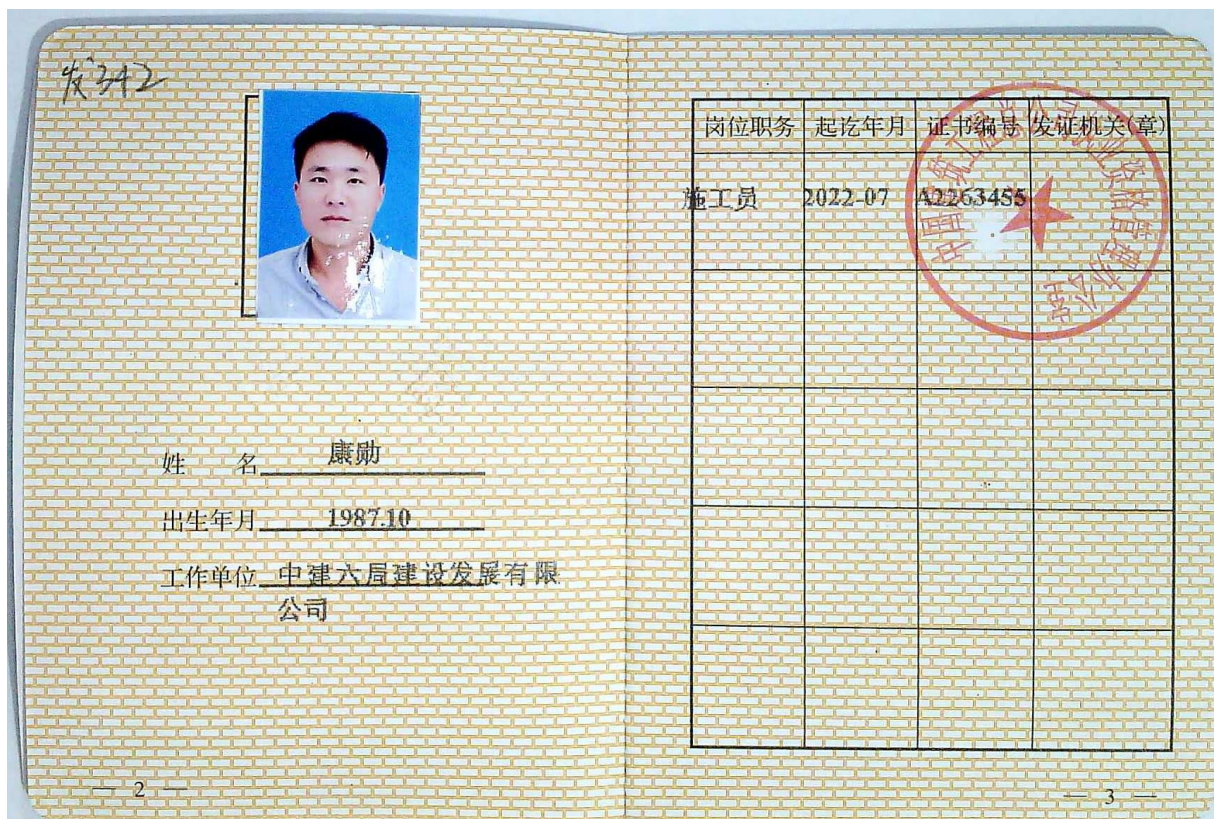 发342
姓 名 康勋
出生年月 1987.10
工作单位 中建六局建设发展有限
公司
— 2 —
岗位职务 起讫年月 证书编号 发证机关(章)
施工员 2022-07 A2263455
— 3 —